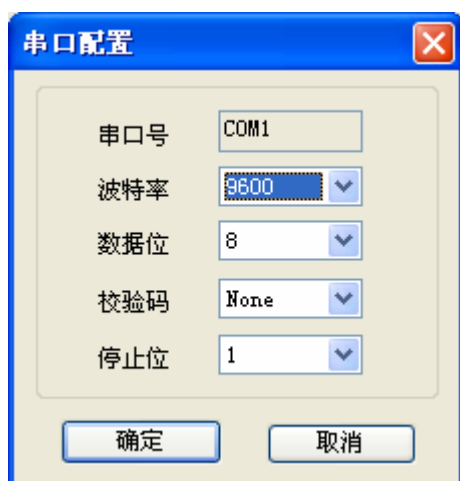 串口配置
串口号 COM1
波特率 9600
数据位 8
校验码 None
停止位 1
确定 取消